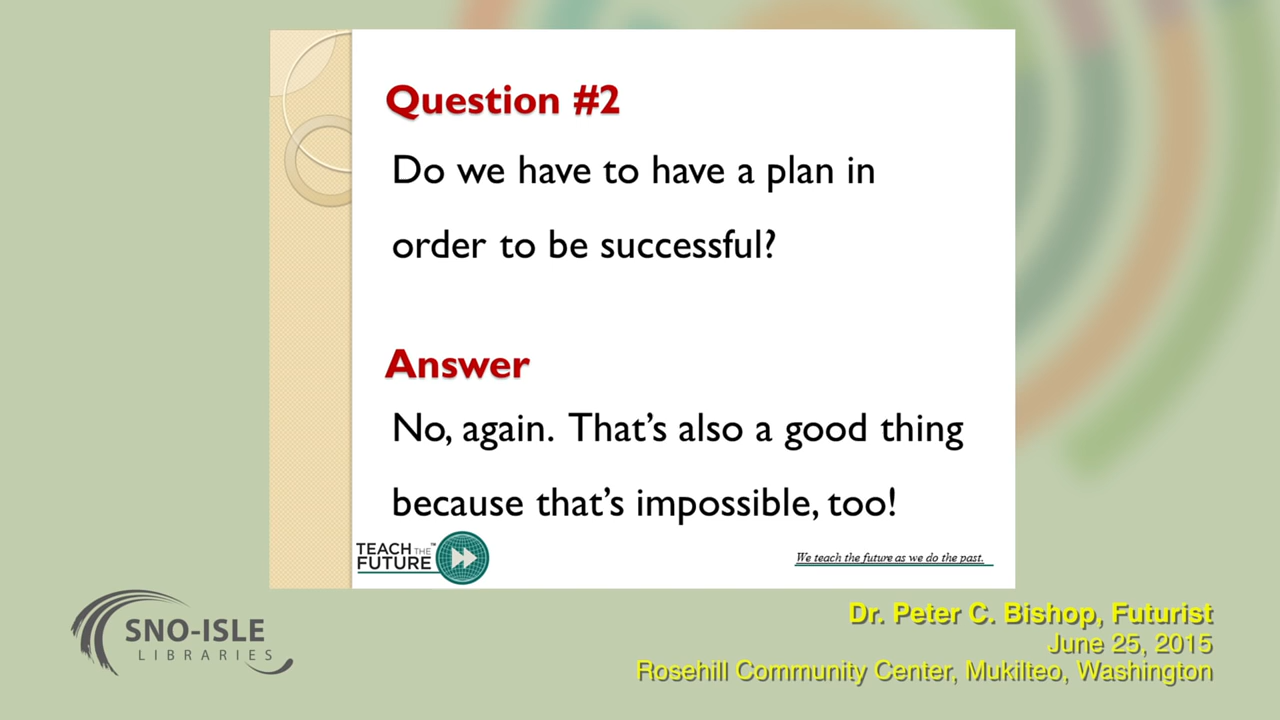 Question #2
Do we have to have a plan in
order to be successful?
Answer
No, again. That's also a good thing
because that's impossible, too!
TEACH THE
FUTURE™
We teach the future as we do the past.
SNO-ISLE
LIBRARIES
Dr. Peter C. Bishop, Futurist
June 25, 2015
Rosehill Community Center, Mukilteo, Washington